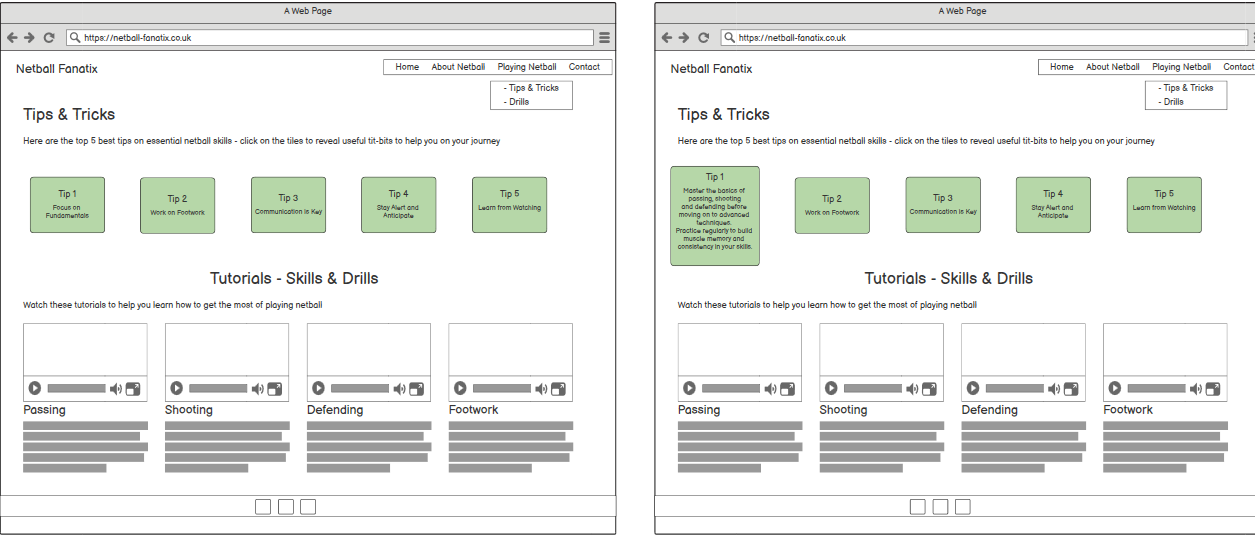 A Web Page
https://netball-fanatix.co.uk
Netball Fanatix
Home About Netball Playing Netball Contact
- Tips & Tricks
- Drills
Tips & Tricks
Here are the top 5 best tips on essential netball skills - click on the tiles to reveal useful tit-bits to help you on your journey
Tip 1
Focus on
Fundamentals
Tip 2
Work on Footwork
Tip 3
Communication is Key
Tip 4
Stay Alert and
Anticipate
Tip 5
Learn from Watching
Tutorials - Skills & Drills
Watch these tutorials to help you learn how to get the most of playing netball
Passing
Shooting
Defending
Footwork
A Web Page
https://netball-fanatix.co.uk
Netball Fanatix
Home About Netball Playing Netball Contact
- Tips & Tricks
- Drills
Tips & Tricks
Here are the top 5 best tips on essential netball skills - click on the tiles to reveal useful tit-bits to help you on your journey
Tip 1
Master the basics of
passing, shooting
and defending before
moving on to advanced
techniques.
Practice regularly to build
muscle memory and
consistency in your skills.
Tip 2
Work on Footwork
Tip 3
Communication is Key
Tip 4
Stay Alert and
Anticipate
Tip 5
Learn from Watching
Tutorials - Skills & Drills
Watch these tutorials to help you learn how to get the most of playing netball
Passing
Shooting
Defending
Footwork